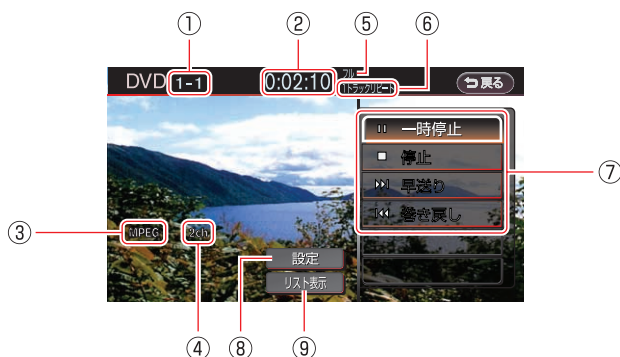 ① ② ⑤ ⑥
DVD 1-1 0:02:10 フル 1トラックリピート 戻る
一時停止
停止
早送り
巻き戻し
⑦
③ MPEG 2ch.
設定
リスト表示
④ ⑧ ⑨